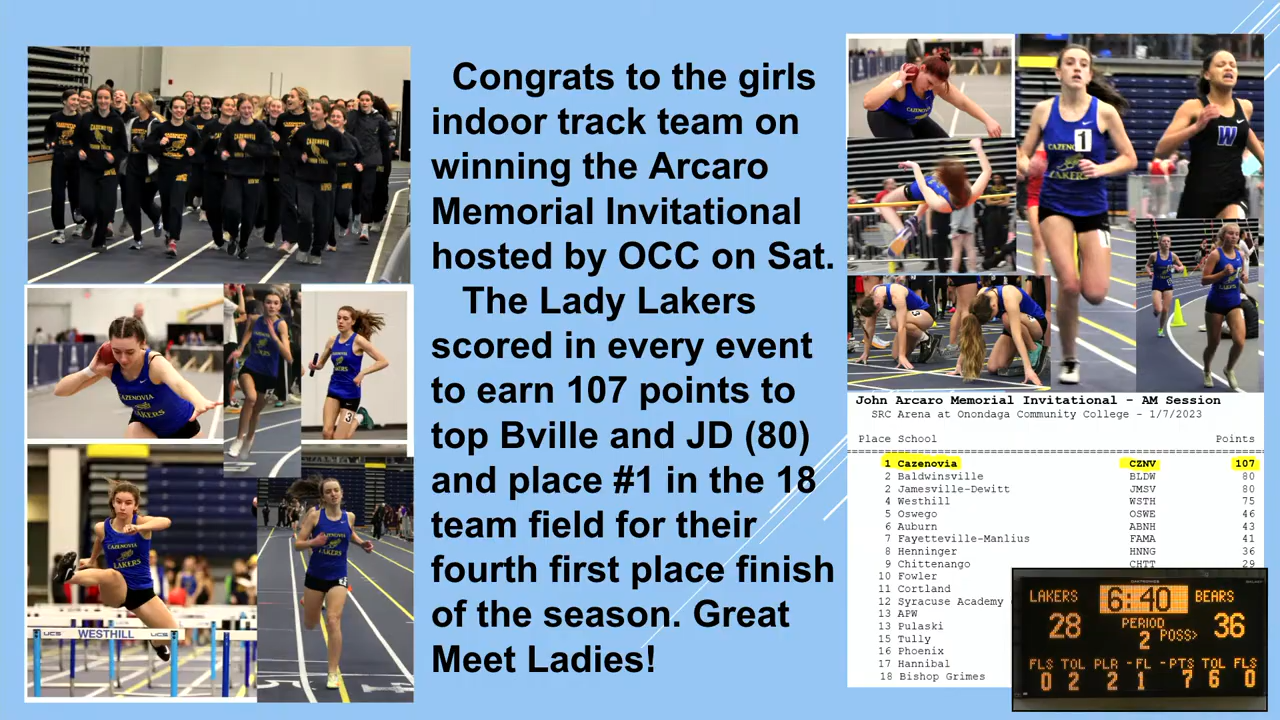 Congrats to the girls
indoor track team on
winning the Arcaro
Memorial Invitational
hosted by OCC on Sat.
The Lady Lakers
scored in every event
to earn 107 points to
top Bville and JD (80)
and place #1 in the 18
team field for their
fourth first place finish
of the season. Great
Meet Ladies!
CAZENOVIA
LAKERS
WESTHILL
UCS
UCS
1
W
3
John Arcaro Memorial Invitational - AM Session
SRC Arena at Onondaga Community College - 1/7/2023
Place School Points
1 Cazenovia CZNV 107
2 Baldwinsville BLDW 80
2 Jamesville-Dewitt JMSV 80
4 Westhill WSTH 75
5 Oswego OSWE 46
6 Auburn ABNH 43
7 Fayetteville-Manlius FAMA 41
8 Henninger HNNG 36
9 Chittenango CHTT 29
10 Fowler
11 Cortland
12 Syracuse Academy
13 APW
13 Pulaski
15 Tully
16 Phoenix
17 Hannibal
18 Bishop Grimes
LAKERS 6:40 BEARS
28 PERIOD 36
2 POSS>
FLS TOL PLR -FL -PTS TOL FLS
0 2 2 1 7 6 0